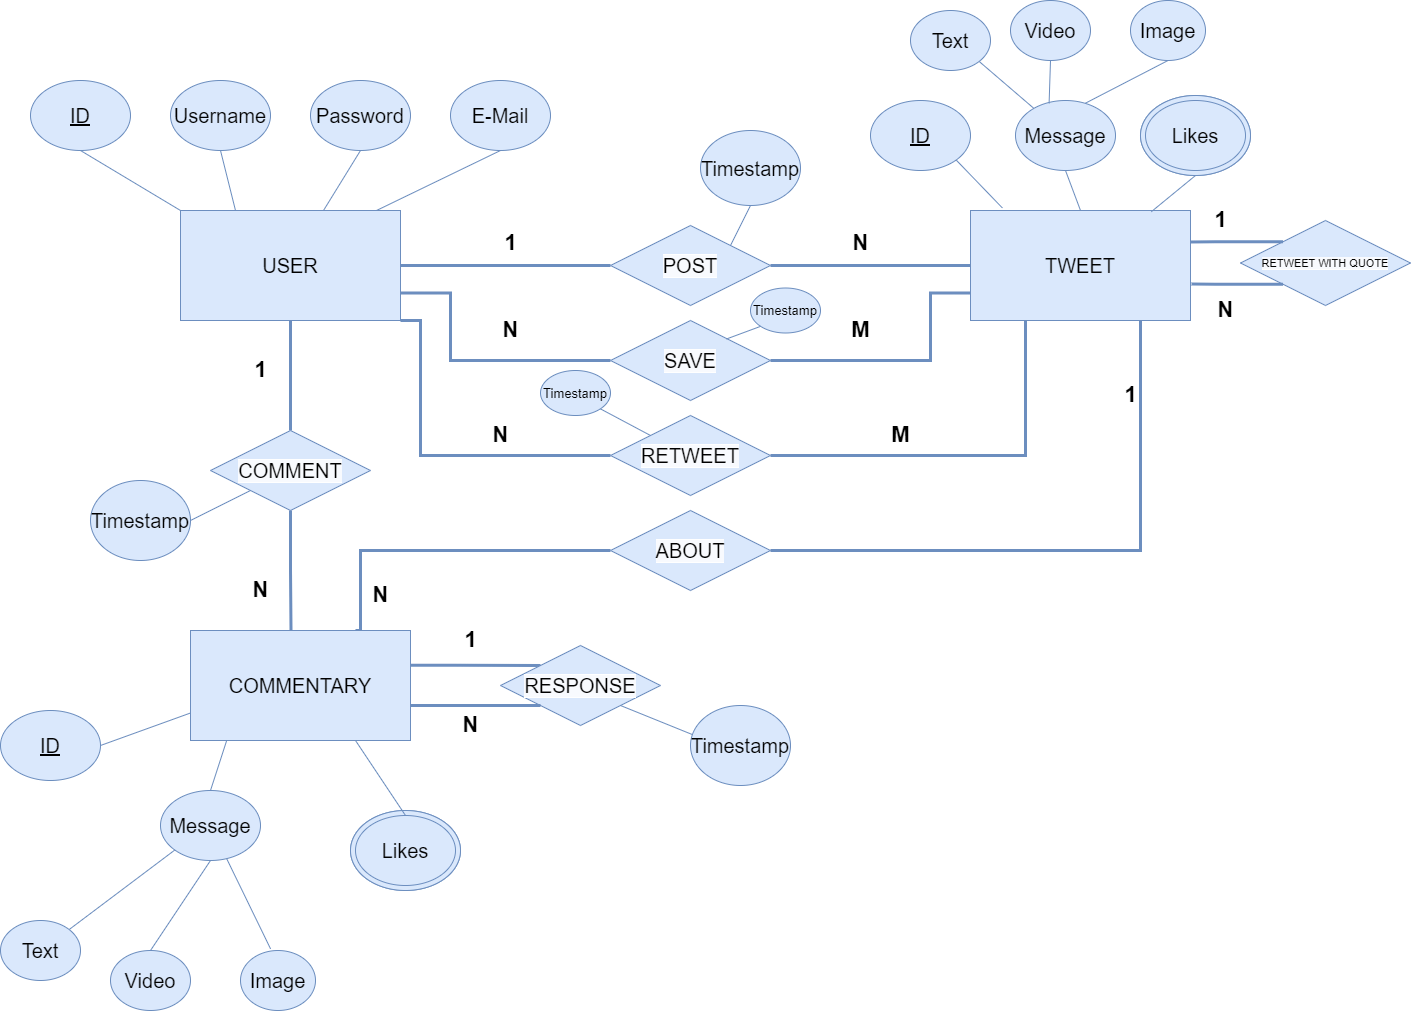 Text
Video
Image
ID
Username
Password
E-Mail
ID
Message
Likes
Timestamp
USER
1
POST
N
TWEET
1
RETWEET WITH QUOTE
N
Timestamp
N
SAVE
M
1
Timestamp
1
N
RETWEET
M
COMMENT
Timestamp
ABOUT
N
N
1
COMMENTARY
RESPONSE
N
ID
Timestamp
Message
Likes
Text
Video
Image